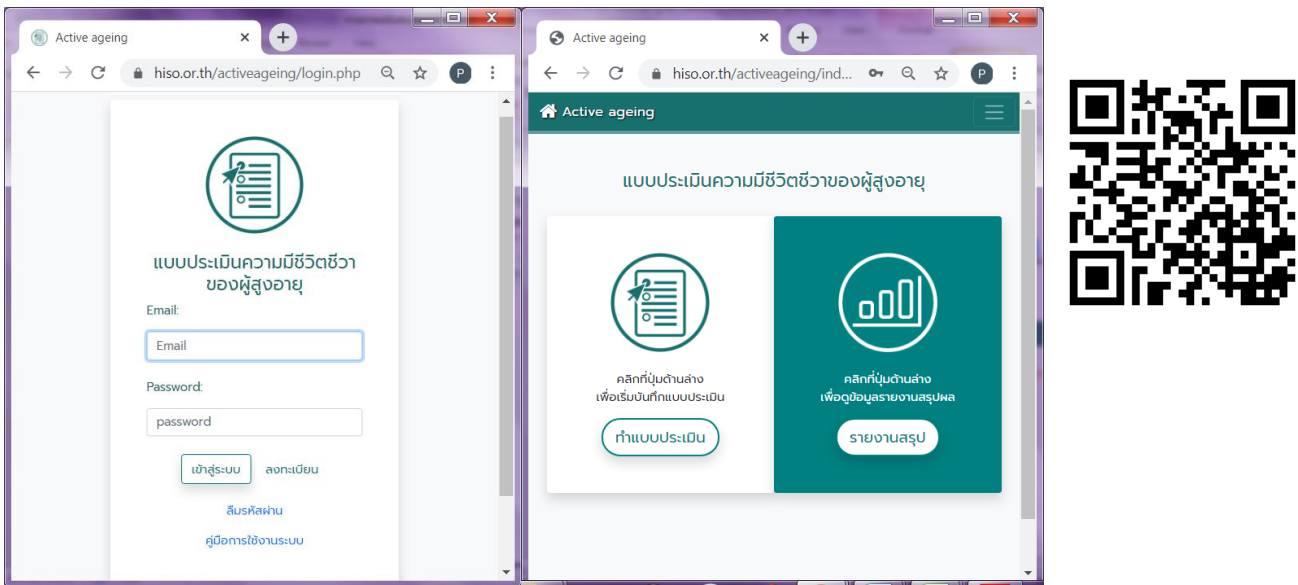 Active ageing
hiso.or.th/activeageing/login.php
P
แบบประเมินความมีชีวิตชีวา
ของผู้สูงอายุ
Email:
Email
Password:
password
เข้าสู่ระบบ ลงทะเบียน
ลืมรหัสผ่าน
คู่มือการใช้งานระบบ
Active ageing
hiso.or.th/activeageing/ind...
P
Active ageing
แบบประเมินความมีชีวิตชีวาของผู้สูงอายุ
คลิกที่ปุ่มด้านล่าง
เพื่อเริ่มบันทึกแบบประเมิน
ทำแบบประเมิน
คลิกที่ปุ่มด้านล่าง
เพื่อดูข้อมูลรายงานสรุปผล
รายงานสรุป